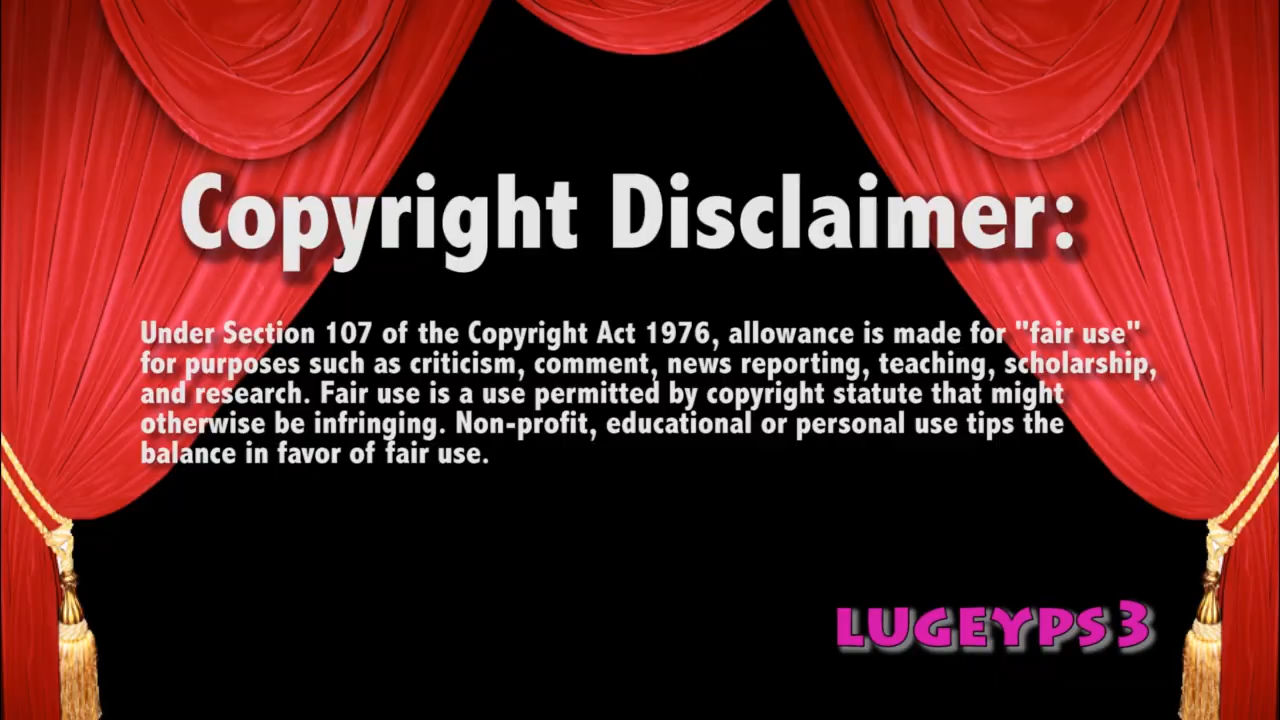 Copyright Disclaimer:
Under Section 107 of the Copyright Act 1976, allowance is made for "fair use"
for purposes such as criticism, comment, news reporting, teaching, scholarship,
and research. Fair use is a use permitted by copyright statute that might
otherwise be infringing. Non-profit, educational or personal use tips the
balance in favor of fair use.
LUGEYPS3